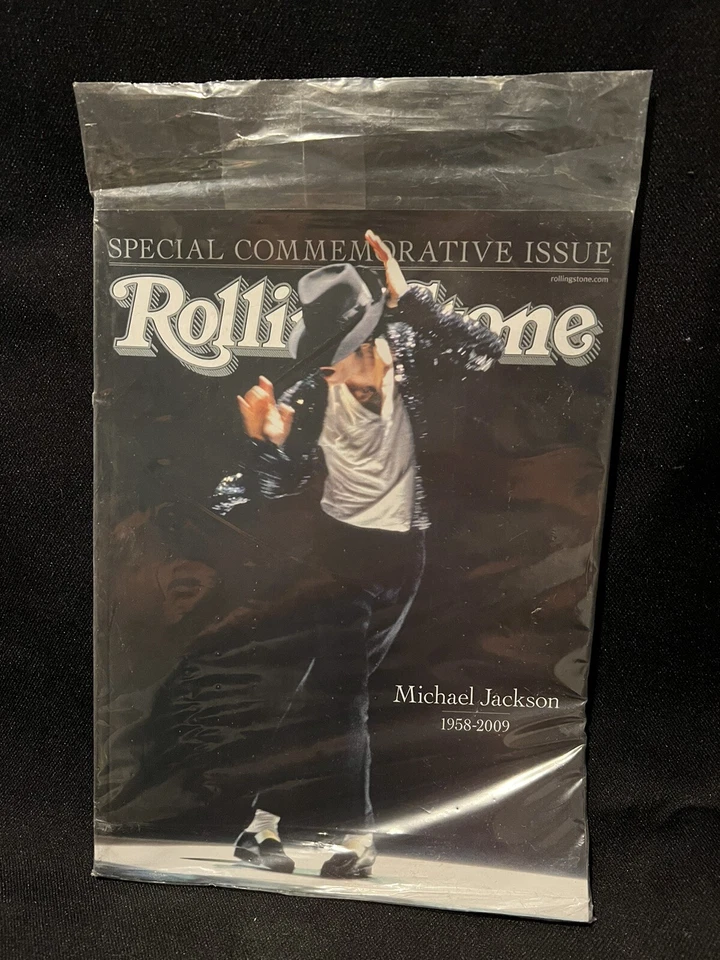 SPECIAL COMMEMORATIVE ISSUE
rollingstone.com
Rolling Stone
Michael Jackson
1958-2009